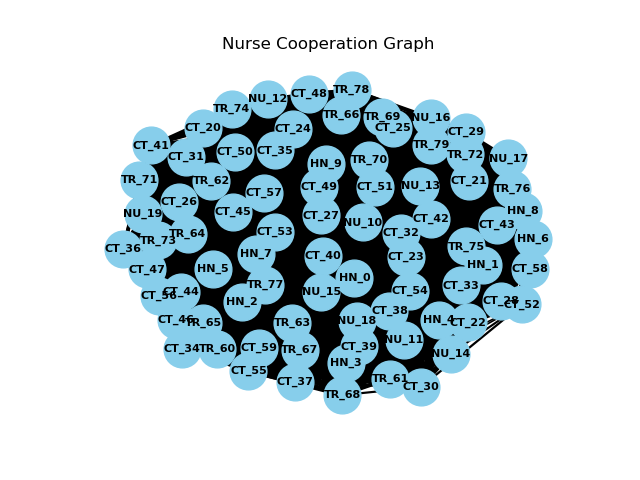 Nurse Cooperation Graph
TR_78
CT_48
NU_12
TR_74
TR_66
TR_69
NU_16
CT_20
CT_24
CT_25
CT_29
CT_41
TR_79
CT_31
CT_50
CT_35
TR_72
NU_17
HN_9
TR_70
TR_71
TR_62
CT_49
CT_51
NU_13
CT_21
TR_76
CT_57
CT_26
NU_19
CT_45
CT_27
NU_10
CT_42
HN_8
CT_43
TR_64
CT_53
CT_32
TR_73
HN_6
CT_36
HN_7
CT_40
CT_23
TR_75
CT_47
HN_5
HN_1
CT_58
HN_0
TR_77
CT_33
CT_44
NU_15
CT_54
HN_2
CT_28
CT_52
CT_46
TR_65
TR_63
NU_18
CT_38
HN_4
CT_22
CT_34
TR_60
CT_59
TR_67
CT_39
NU_11
NU_14
HN_3
CT_55
CT_37
TR_61
CT_30
TR_68